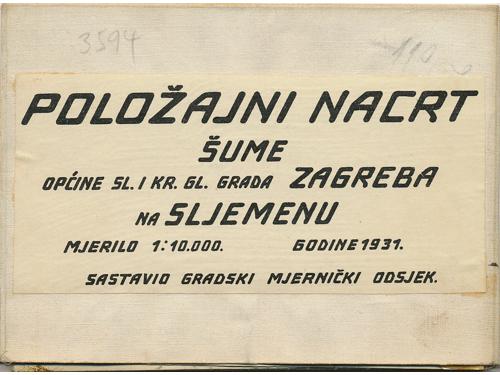 3594
POLOŽAJNI NACRT
ŠUME
OPĆINE SL. I KR. GL. GRADA ZAGREBA
NA SLJEMENU
MJERILO 1:10.000. GODINE 1931.
SASTAVIO GRADSKI MJERNIČKI ODSJEK.